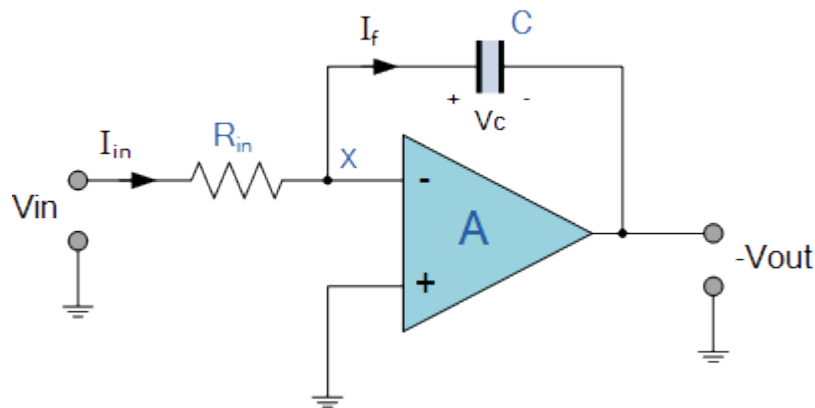 C
If
+ -
Vc
Iin
Rin
X
-
A
Vin
-Vout
+